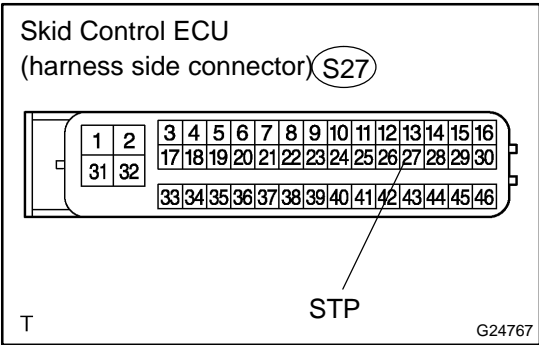 Skid Control ECU
(harness side connector) S27
1 2 3 4 5 6 7 8 9 10 11 12 13 14 15 16
31 32 17 18 19 20 21 22 23 24 25 26 27 28 29 30
33 34 35 36 37 38 39 40 41 42 43 44 45 46
STP
T G24767